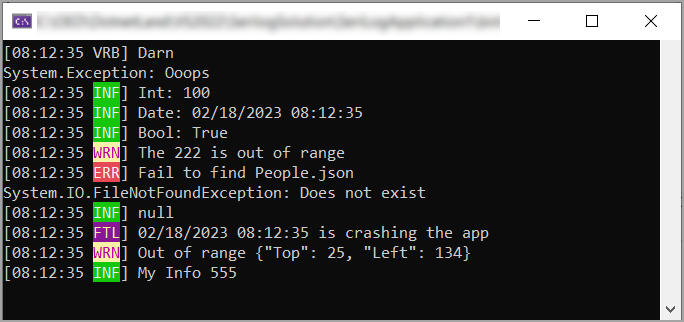 [08:12:35 VRB] Darn
System.Exception: Ooops
[08:12:35 INF] Int: 100
[08:12:35 INF] Date: 02/18/2023 08:12:35
[08:12:35 INF] Bool: True
[08:12:35 WRN] The 222 is out of range
[08:12:35 ERR] Fail to find People.json
System.IO.FileNotFoundException: Does not exist
[08:12:35 INF] null
[08:12:35 FTL] 02/18/2023 08:12:35 is crashing the app
[08:12:35 WRN] Out of range {"Top": 25, "Left": 134}
[08:12:35 INF] My Info 555